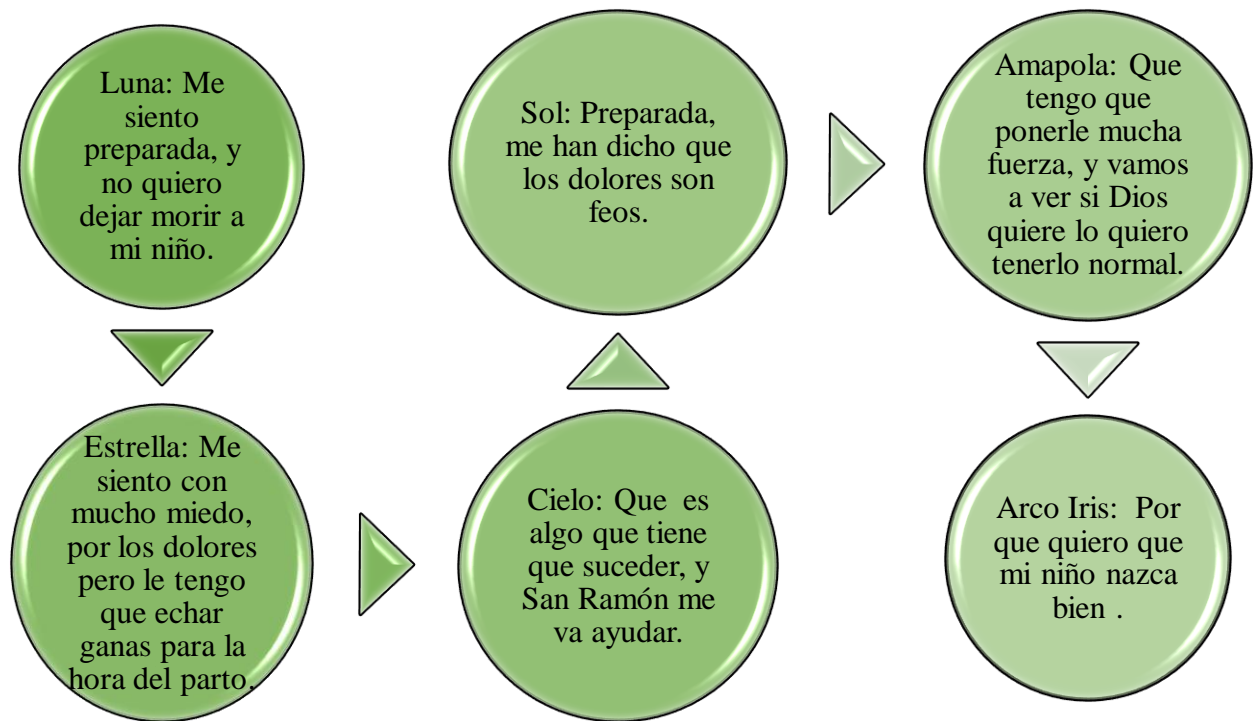 Luna: Me
siento
preparada, y
no quiero
dejar morir a
mi niño.
Estrella: Me
siento con
mucho miedo,
por los dolores
pero le tengo
que echar
ganas para la
hora del parto.
Cielo: Que es
algo que tiene
que suceder, y
San Ramón me
va ayudar.
Sol: Preparada,
me han dicho que
los dolores son
feos.
Amapola: Que
tengo que
ponerle mucha
fuerza, y vamos
a ver si Dios
quiere lo quiero
tenerlo normal.
Arco Iris: Por
que quiero que
mi niño nazca
bien .